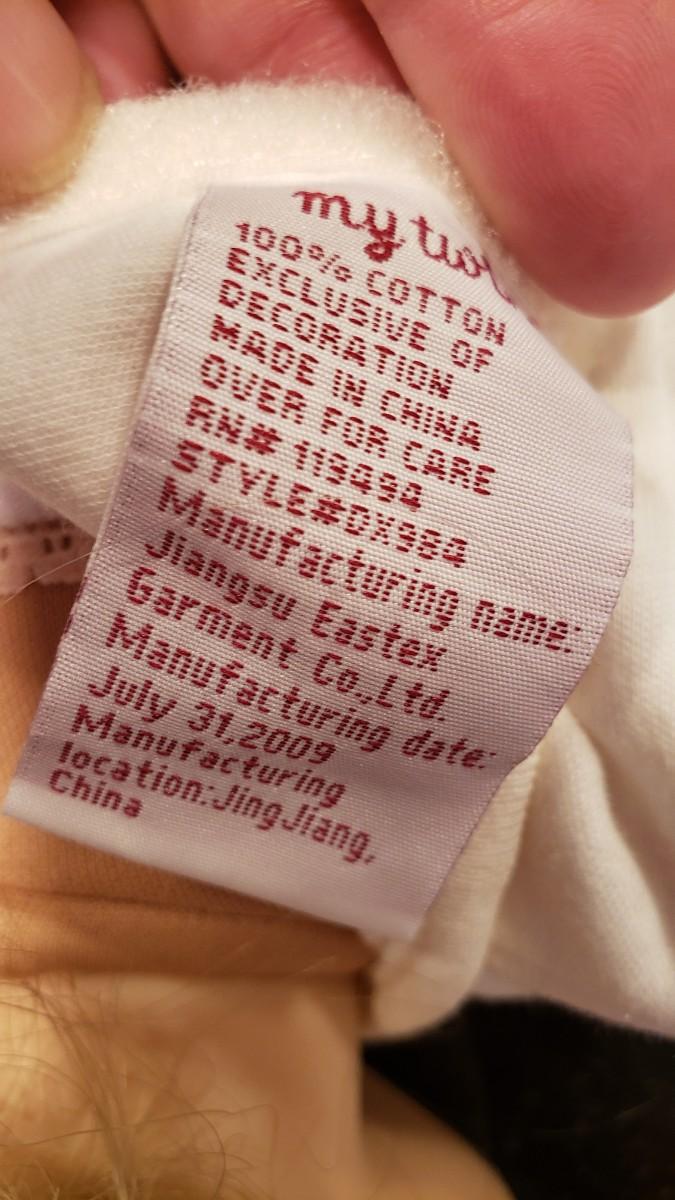 my
100% COTTON
EXCLUSIVE OF
DECORATION
MADE IN CHINA
OVER FOR CARE
RN# 119494
STYLE#DX984
Manufacturing name:
Jiangsu Eastex
Garment Co.,Ltd.
Manufacturing date:
July 31,2009
Manufacturing
location:JingJiang,
China